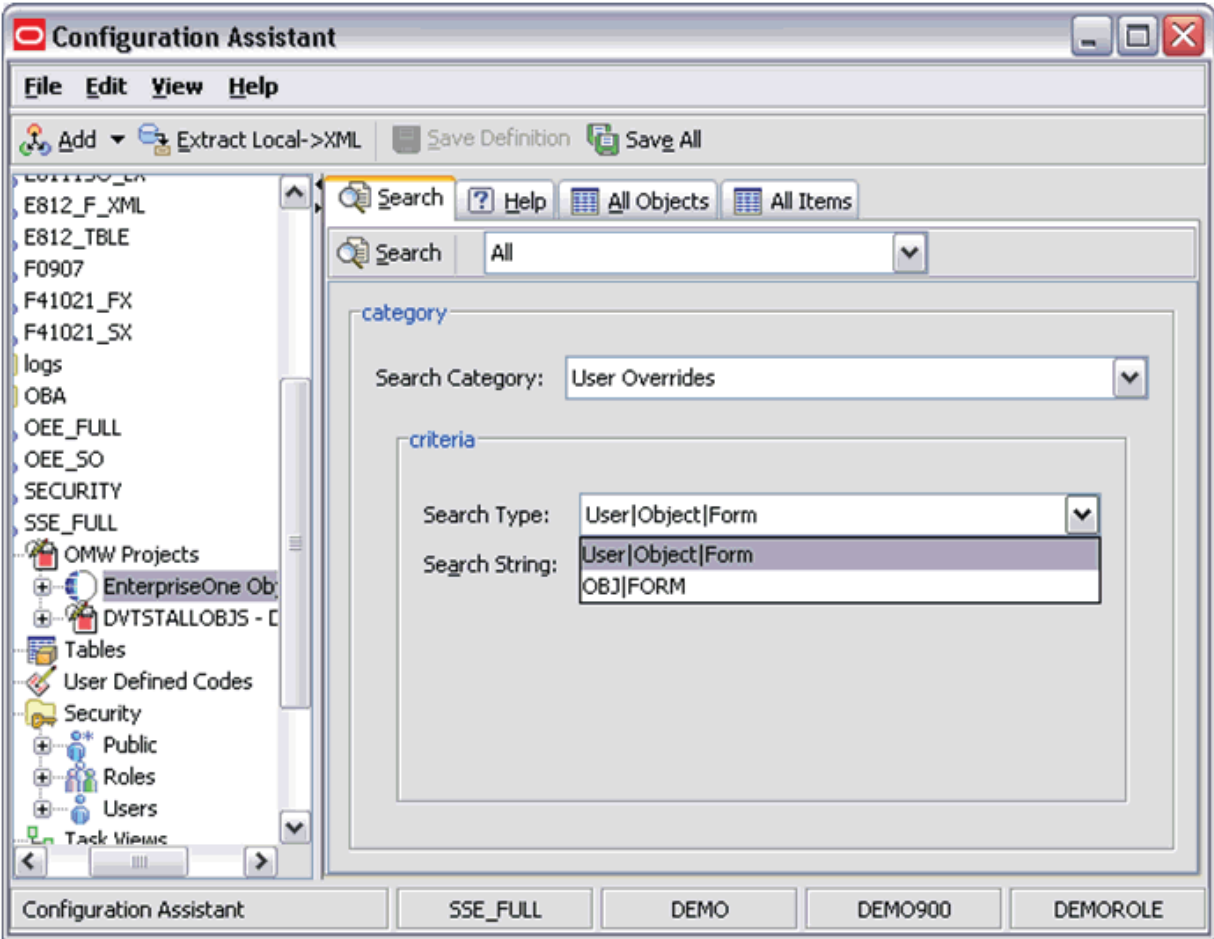 Configuration Assistant
File Edit View Help
Add Extract Local->XML Save Definition Save All
E812_F_XML
E812_TBLE
F0907
F41021_FX
F41021_SX
logs
OBA
OEE_FULL
OEE_SO
SECURITY
SSE_FULL
OMW Projects
EnterpriseOne Obj
DVTSTALLOBJS - D
Tables
User Defined Codes
Security
Public
Roles
Users
Task Views
Search Help All Objects All Items
Search All
category
Search Category: User Overrides
criteria
Search Type: User|Object|Form
User|Object|Form
Search String:
OBJ|FORM
Configuration Assistant SSE_FULL DEMO DEMO900 DEMOROLE